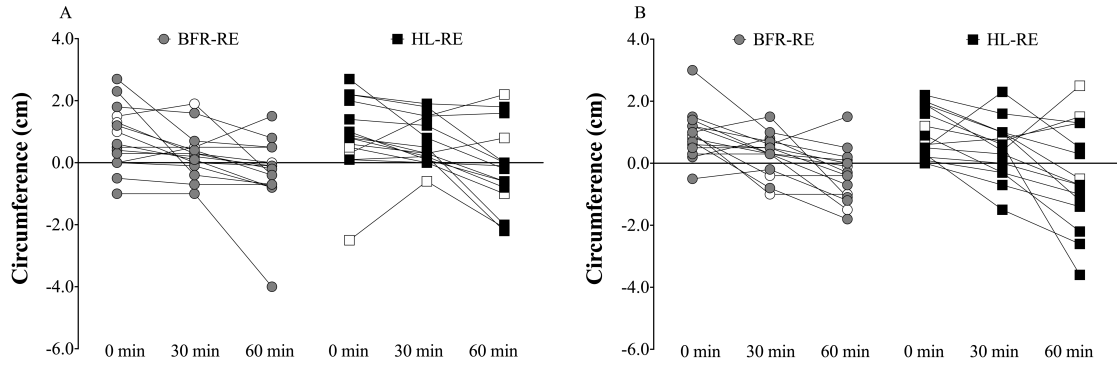 A
BFR-RE
HL-RE
Circumference (cm)
4.0
2.0
0.0
-2.0
-4.0
-6.0
0 min
30 min
60 min
0 min
30 min
60 min
B
BFR-RE
HL-RE
Circumference (cm)
4.0
2.0
0.0
-2.0
-4.0
-6.0
0 min
30 min
60 min
0 min
30 min
60 min